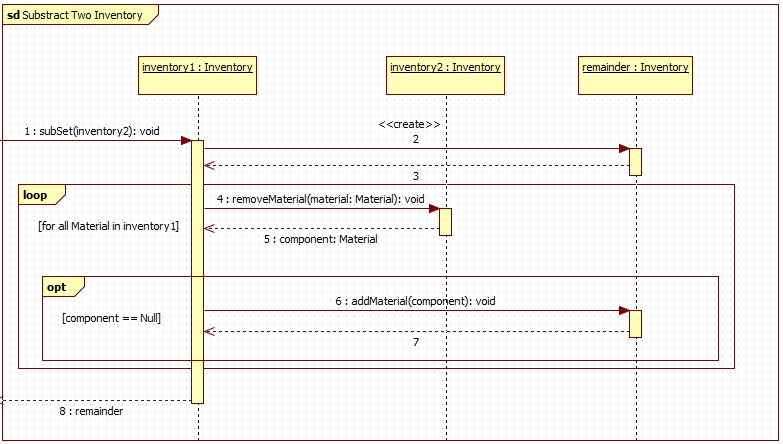 sd Substract Two Inventory
inventory1 : Inventory
inventory2 : Inventory
remainder : Inventory
1 : subSet(inventory2): void
<<create>>
2
3
loop
[for all Material in inventory1]
4 : removeMaterial(material: Material): void
5 : component: Material
opt
[component == Null]
6 : addMaterial(component): void
7
8 : remainder